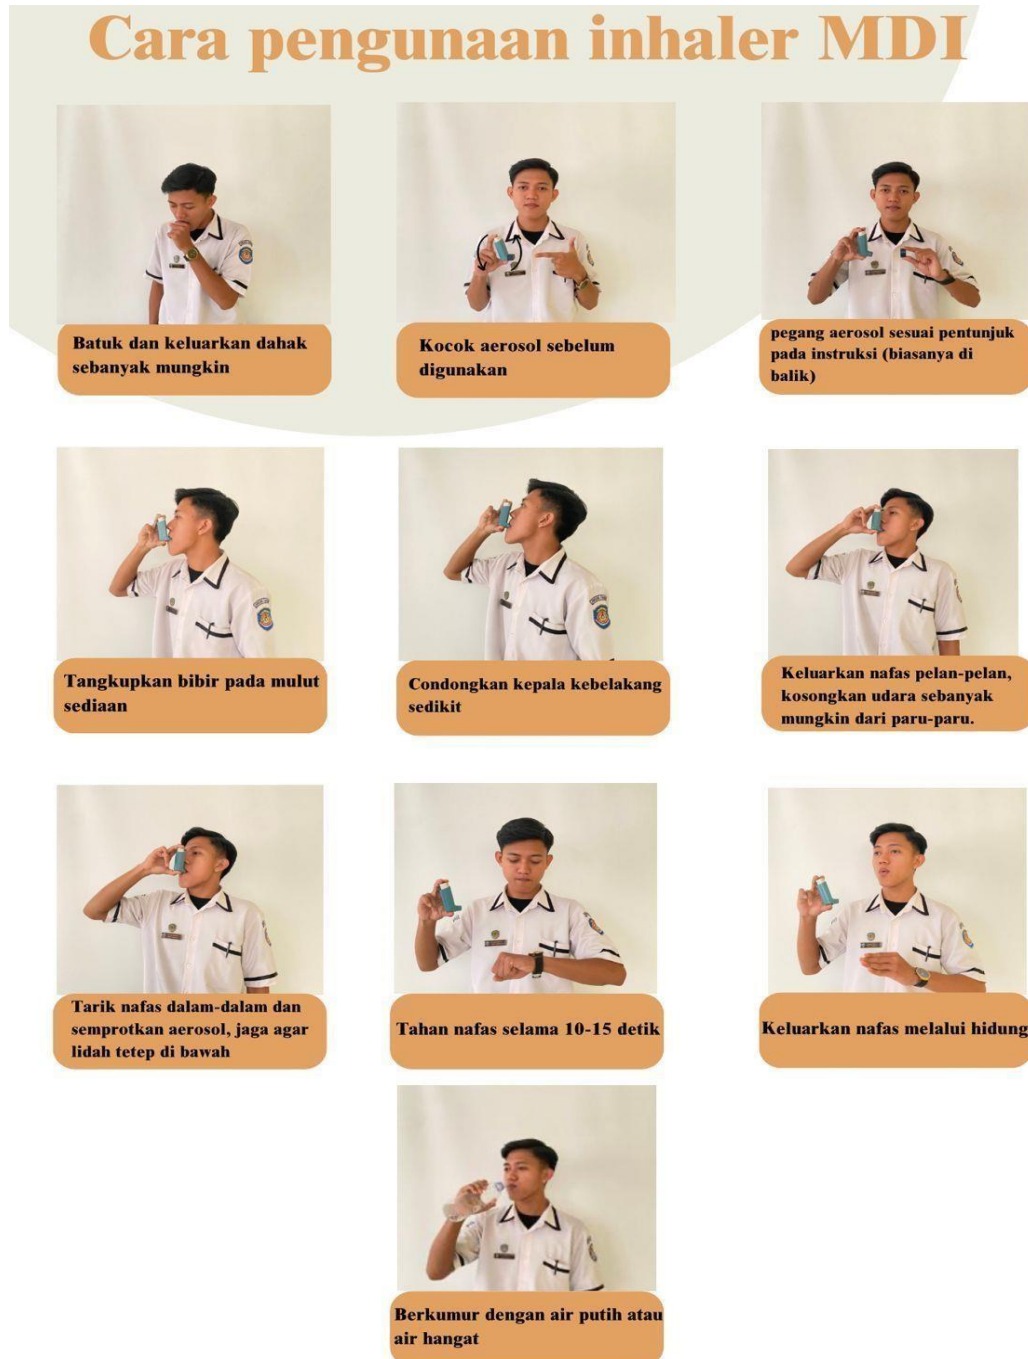 Cara pengunaan inhaler MDI
Batuk dan keluarkan dahak
sebanyak mungkin
Kocok aerosol sebelum
digunakan
pegang aerosol sesuai pentunjuk
pada instruksi (biasanya di
balik)
Tangkupkan bibir pada mulut
sediaan
Condongkan kepala kebelakang
sedikit
Keluarkan nafas pelan-pelan,
kosongkan udara sebanyak
mungkin dari paru-paru.
Tarik nafas dalam-dalam dan
semprotkan aerosol, jaga agar
lidah tetep di bawah
Tahan nafas selama 10-15 detik
Keluarkan nafas melalui hidung
Berkumur dengan air putih atau
air hangat